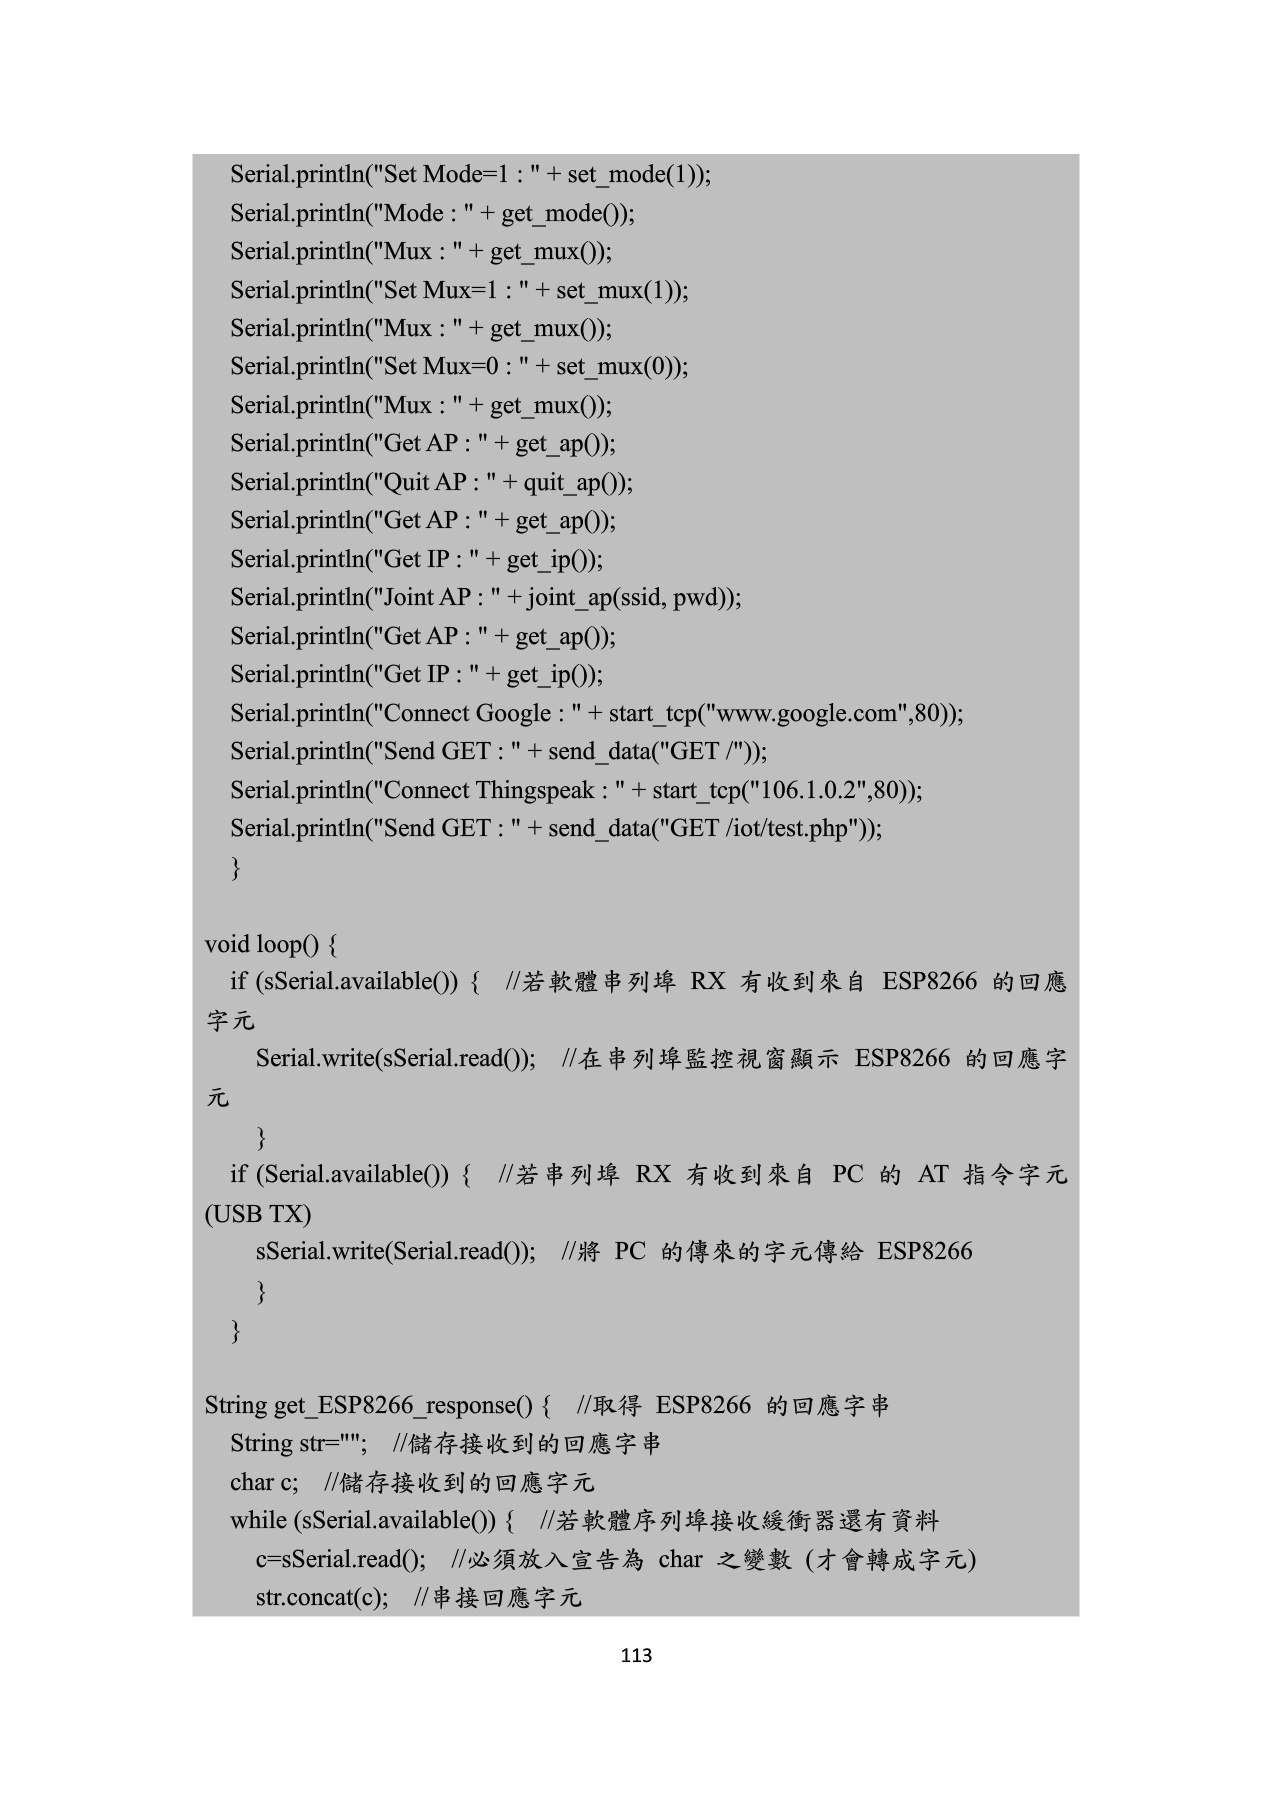 Serial.println("Set Mode=1 : " + set_mode(1));
Serial.println("Mode : " + get_mode());
Serial.println("Mux : " + get_mux());
Serial.println("Set Mux=1 : " + set_mux(1));
Serial.println("Mux : " + get_mux());
Serial.println("Set Mux=0 : " + set_mux(0));
Serial.println("Mux : " + get_mux());
Serial.println("Get AP : " + get_ap());
Serial.println("Quit AP : " + quit_ap());
Serial.println("Get AP : " + get_ap());
Serial.println("Get IP : " + get_ip());
Serial.println("Joint AP : " + joint_ap(ssid, pwd));
Serial.println("Get AP : " + get_ap());
Serial.println("Get IP : " + get_ip());
Serial.println("Connect Google : " + start_tcp("www.google.com",80));
Serial.println("Send GET : " + send_data("GET /"));
Serial.println("Connect Thingspeak : " + start_tcp("106.1.0.2",80));
Serial.println("Send GET : " + send_data("GET /iot/test.php"));
}
void loop() {
if (sSerial.available()) { //若軟體串列埠 RX 有收到來自 ESP8266 的回應
字元
Serial.write(sSerial.read()); //在串列埠監控視窗顯示 ESP8266 的回應字
元
}
if (Serial.available()) { //若串列埠 RX 有收到來自 PC 的 AT 指令字元
(USB TX)
sSerial.write(Serial.read()); //將 PC 的傳來的字元傳給 ESP8266
}
}
String get_ESP8266_response() { //取得 ESP8266 的回應字串
String str=""; //儲存接收到的回應字串
char c; //儲存接收到的回應字元
while (sSerial.available()) { //若軟體序列埠接收緩衝器還有資料
c=sSerial.read(); //必須放入宣告為 char 之變數 (才會轉成字元)
str.concat(c); //串接回應字元
113